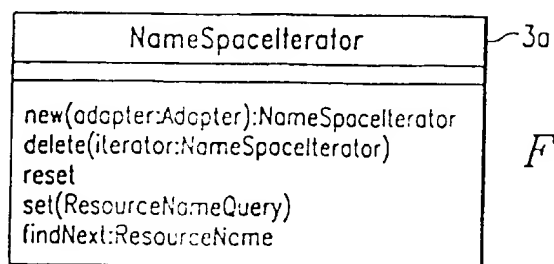 NameSpaceIterator
3a
new(adapter:Adapter):NameSpaceIterator
delete(iterator:NameSpaceIterator)
reset
set(ResourceNameQuery)
findNext:ResourceName
F